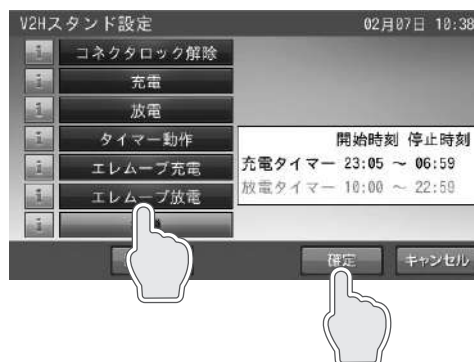 V2Hスタンド設定 02月07日 10:38
i コネクタロック解除
i 充電
i 放電
i タイマー動作
i エレムーブ充電
i エレムーブ放電
i
開始時刻 停止時刻
充電タイマー 23:05 ～ 06:59
放電タイマー 10:00 ～ 22:59
確定 キャンセル